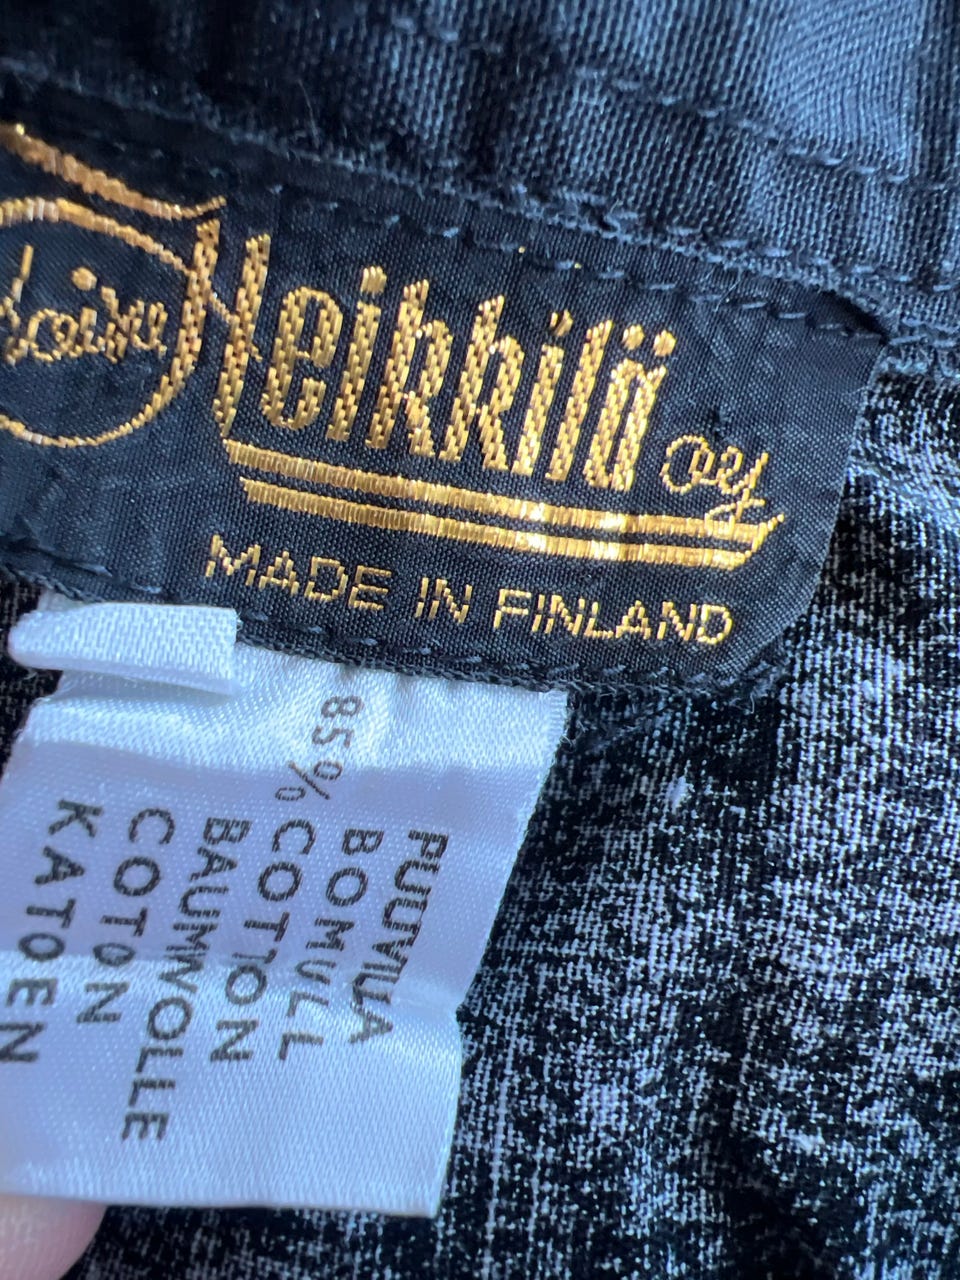 Heikkilä oy
MADE IN FINLAND
PUUVILLA
BOMULL
85% COTTON
BAUMWOLLE
COTON
KATOEN